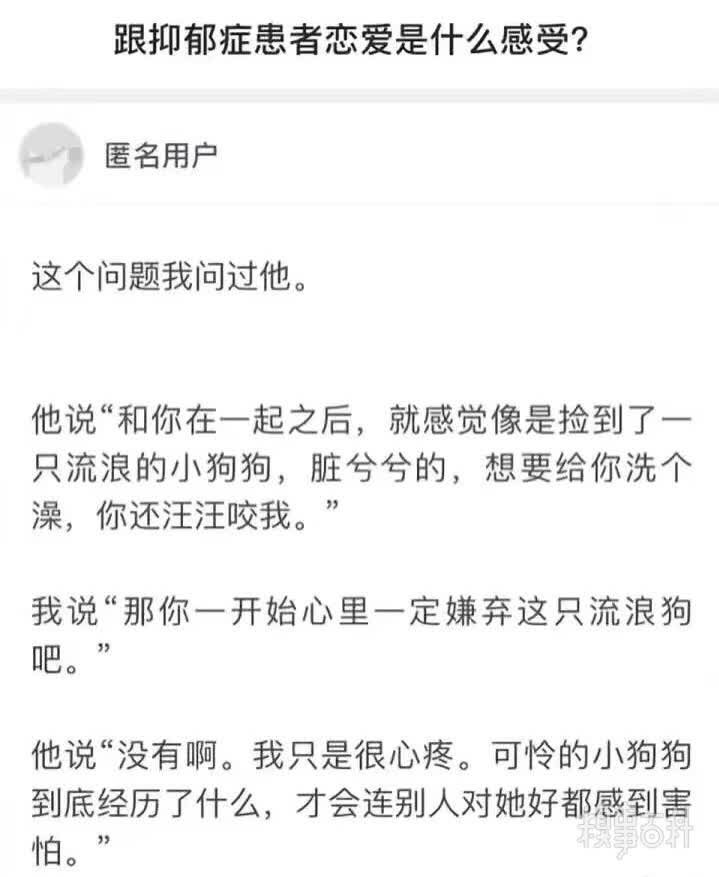 跟抑郁症患者恋爱是什么感受?
匿名用户
这个问题我问过他。
他说“和你在一起之后，就感觉像是捡到了一
只流浪的小狗狗，脏兮兮的，想要给你洗个
澡，你还汪汪咬我。”
我说“那你一开始心里一定嫌弃这只流浪狗
吧。”
他说“没有啊。我只是很心疼。可怜的小狗狗
到底经历了什么，才会连别人对她好都感到害
怕。”
糗事百科